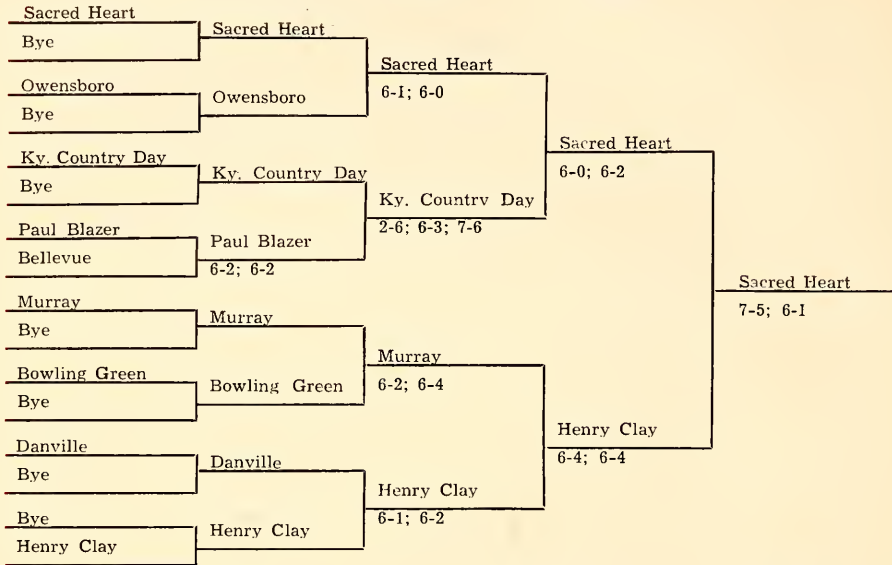 Sacred Heart
Bye
Owensboro
Bye
Ky. Country Day
Bye
Paul Blazer
Bellevue
Murray
Bye
Bowling Green
Bye
Danville
Bye
Bye
Henry Clay
Sacred Heart
Owensboro
Ky. Country Day
Paul Blazer
6-2; 6-2
Murray
Bowling Green
Danville
Henry Clay
Sacred Heart
6-I; 6-0
Ky. Country Day
2-6; 6-3; 7-6
Murray
6-2; 6-4
Henry Clay
6-1; 6-2
Sacred Heart
6-0; 6-2
Henry Clay
6-4; 6-4
Sacred Heart
7-5; 6-I